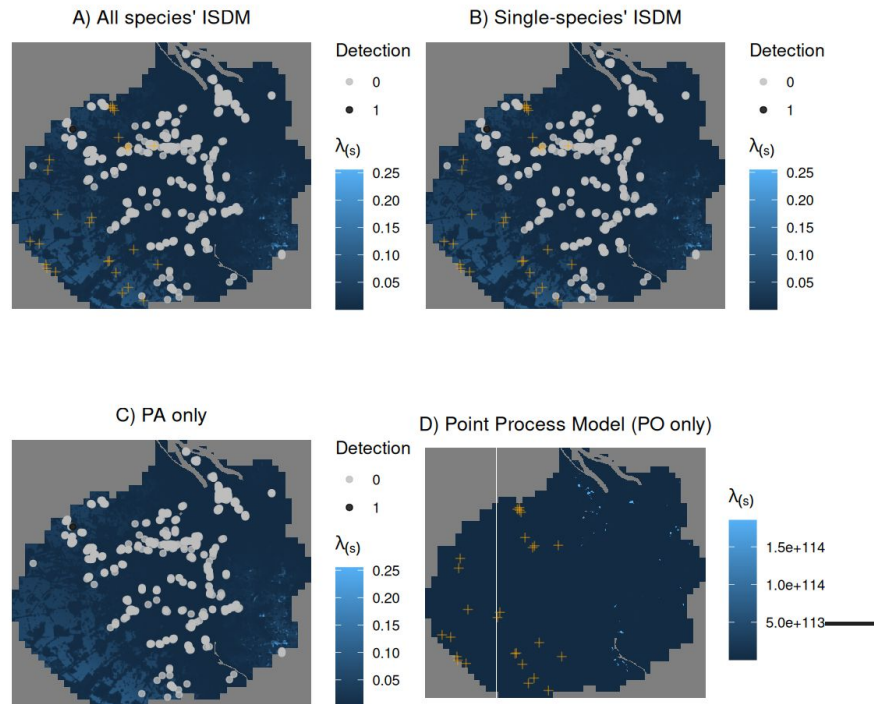 A) All species' ISDM
B) Single-species' ISDM
Detection
0
1
λ(s)
0.25
0.20
0.15
0.10
0.05
Detection
0
1
λ(s)
0.25
0.20
0.15
0.10
0.05
C) PA only
D) Point Process Model (PO only)
Detection
0
1
λ(s)
0.25
0.20
0.15
0.10
0.05
λ(s)
1.5e+114
1.0e+114
5.0e+113